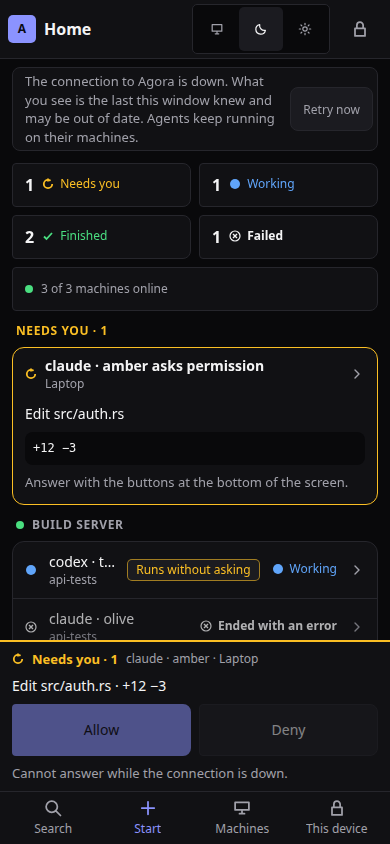 A Home
The connection to Agora is down. What
you see is the last this window knew and
may be out of date. Agents keep running
on their machines.
Retry now
1 Needs you
1 Working
2 Finished
1 Failed
3 of 3 machines online
NEEDS YOU · 1
claude · amber asks permission
Laptop
Edit src/auth.rs
+12 −3
Answer with the buttons at the bottom of the screen.
BUILD SERVER
codex · t… Runs without asking Working
api-tests
claude · olive Ended with an error
api-tests
Needs you · 1 claude · amber · Laptop
Edit src/auth.rs · +12 −3
Allow Deny
Cannot answer while the connection is down.
Search Start Machines This device